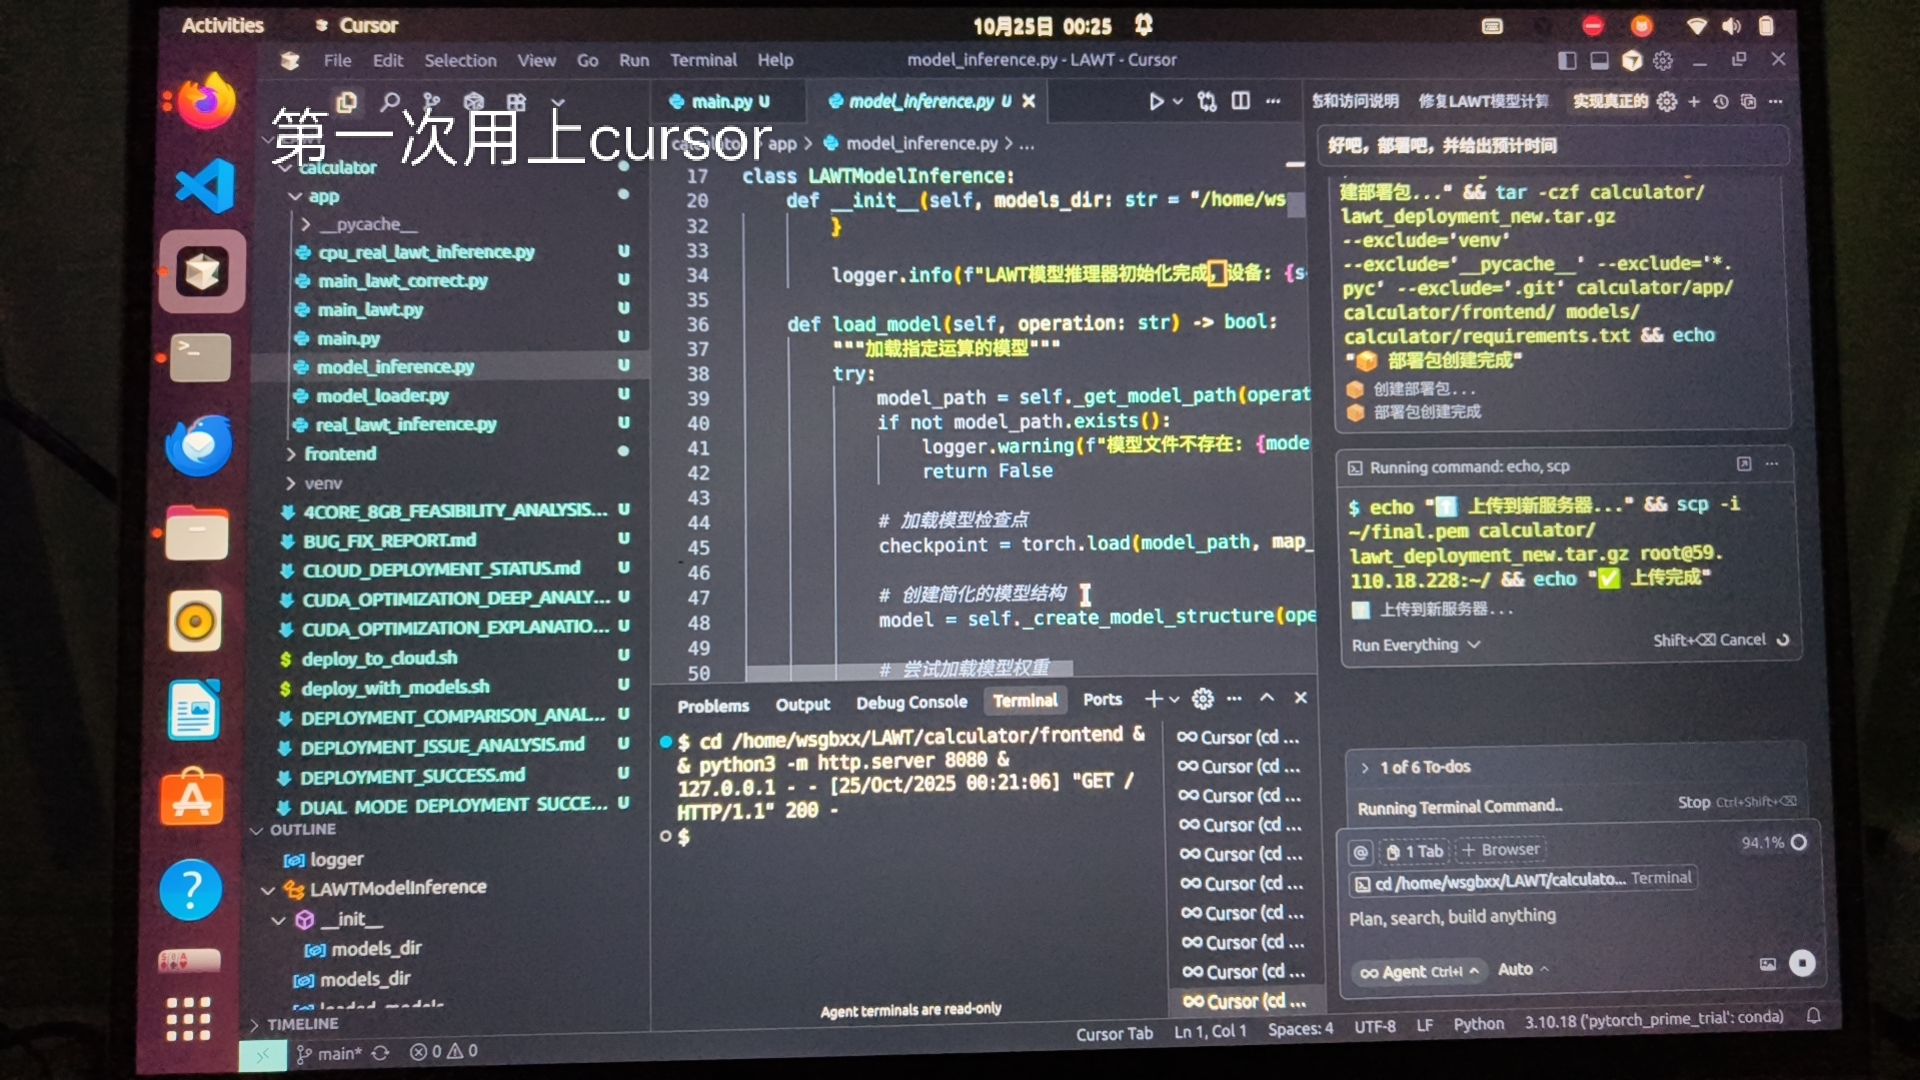 Activities
Cursor
10月25日 00:25
File Edit Selection View Go Run Terminal Help
model_inference.py - LAWT - Cursor
第一次用上cursor
calculator
app
__pycache__
cpu_real_lawt_inference.py U
main_lawt_correct.py U
main_lawt.py U
main.py U
model_inference.py U
model_loader.py U
real_lawt_inference.py U
frontend
venv
4CORE_8GB_FEASIBILITY_ANALYSIS... U
BUG_FIX_REPORT.md U
CLOUD_DEPLOYMENT_STATUS.md U
CUDA_OPTIMIZATION_DEEP_ANALY... U
CUDA_OPTIMIZATION_EXPLANATIO... U
deploy_to_cloud.sh U
deploy_with_models.sh U
DEPLOYMENT_COMPARISON_ANAL... U
DEPLOYMENT_ISSUE_ANALYSIS.md U
DEPLOYMENT_SUCCESS.md U
DUAL_MODE_DEPLOYMENT_SUCCE... U
OUTLINE
logger
LAWTModelInference
__init__
models_dir
models_dir
TIMELINE
main* 0 0
main.py U
model_inference.py U
app > model_inference.py > ...
17 class LAWTModelInference:
20 def __init__(self, models_dir: str = "/home/ws
32 }
33
34 logger.info(f"LAWT模型推理器初始化完成，设备: {s
35
36 def load_model(self, operation: str) -> bool:
37 """加载指定运算的模型"""
38 try:
39 model_path = self._get_model_path(operat
40 if not model_path.exists():
41 logger.warning(f"模型文件不存在: {mode
42 return False
43
44 # 加载模型检查点
45 checkpoint = torch.load(model_path, map_
46
47 # 创建简化的模型结构
48 model = self._create_model_structure(ope
49
50 # 尝试加载模型权重
Problems Output Debug Console Terminal Ports
$ cd /home/wsgbxx/LAWT/calculator/frontend &
& python3 -m http.server 8080 &
127.0.0.1 - - [25/Oct/2025 00:21:06] "GET /
HTTP/1.1" 200 -
$
Agent terminals are read-only
Cursor (cd ...
Cursor (cd ...
Cursor (cd ...
Cursor (cd ...
Cursor (cd ...
Cursor (cd ...
Cursor (cd ...
Cursor (cd ...
Cursor (cd ...
Cursor (cd ...
和访问说明 修复LAWT模型计算 实现真正的
好吧，部署吧，并给出预计时间
建部署包..." && tar -czf calculator/
lawt_deployment_new.tar.gz
--exclude='venv'
--exclude='__pycache__' --exclude='*.
pyc' --exclude='.git' calculator/app/
calculator/frontend/ models/
calculator/requirements.txt && echo
"📦 部署包创建完成"
📦 创建部署包...
📦 部署包创建完成
Running command: echo, scp
$ echo "⬆️ 上传到新服务器..." && scp -i
~/final.pem calculator/
lawt_deployment_new.tar.gz root@59.
110.18.228:~/ && echo "✅ 上传完成"
⬆️ 上传到新服务器...
Run Everything
Shift+⌫ Cancel
1 of 6 To-dos
Running Terminal Command..
Stop Ctrl+Shift+⌫
@ 1 Tab + Browser
94.1%
cd /home/wsgbxx/LAWT/calculato... Terminal
Plan, search, build anything
Agent Ctrl+I Auto
Cursor Tab Ln 1, Col 1 Spaces: 4 UTF-8 LF Python 3.10.18 ('pytorch_prime_trial': conda)